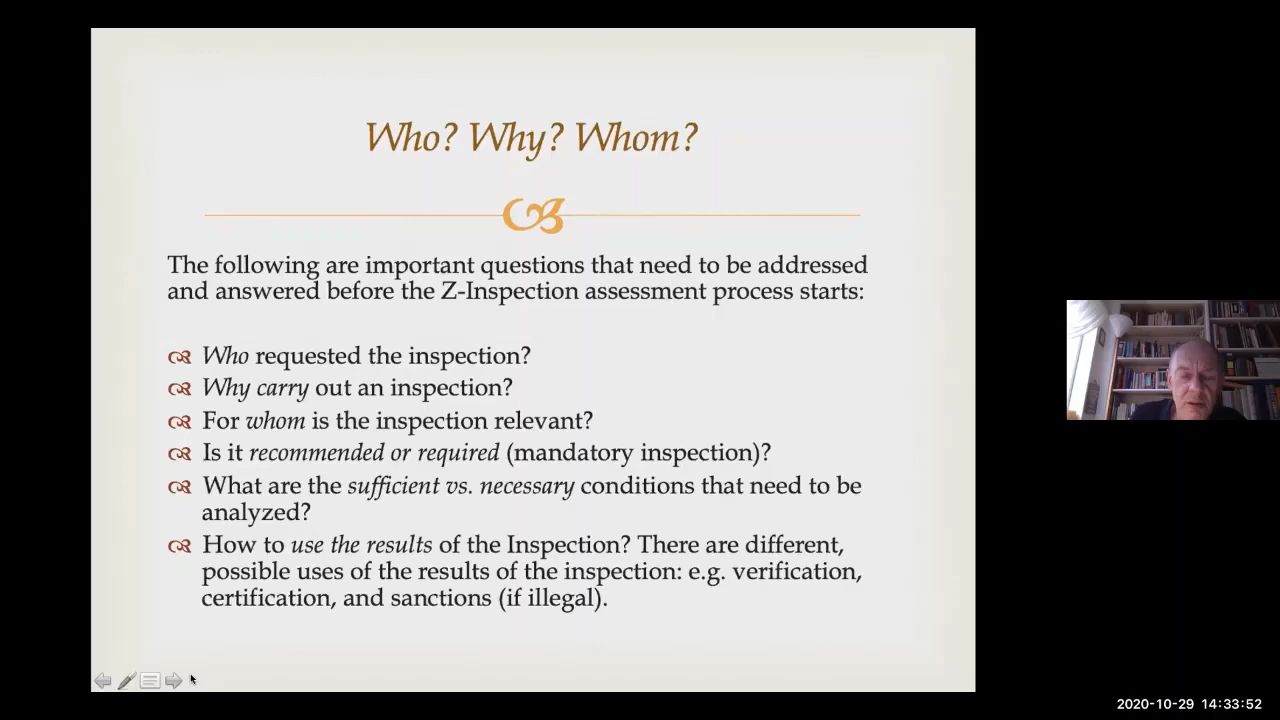 Who? Why? Whom?
The following are important questions that need to be addressed
and answered before the Z-Inspection assessment process starts:
Who requested the inspection?
Why carry out an inspection?
For whom is the inspection relevant?
Is it recommended or required (mandatory inspection)?
What are the sufficient vs. necessary conditions that need to be
analyzed?
How to use the results of the Inspection? There are different,
possible uses of the results of the inspection: e.g. verification,
certification, and sanctions (if illegal).
2020-10-29 14:33:52